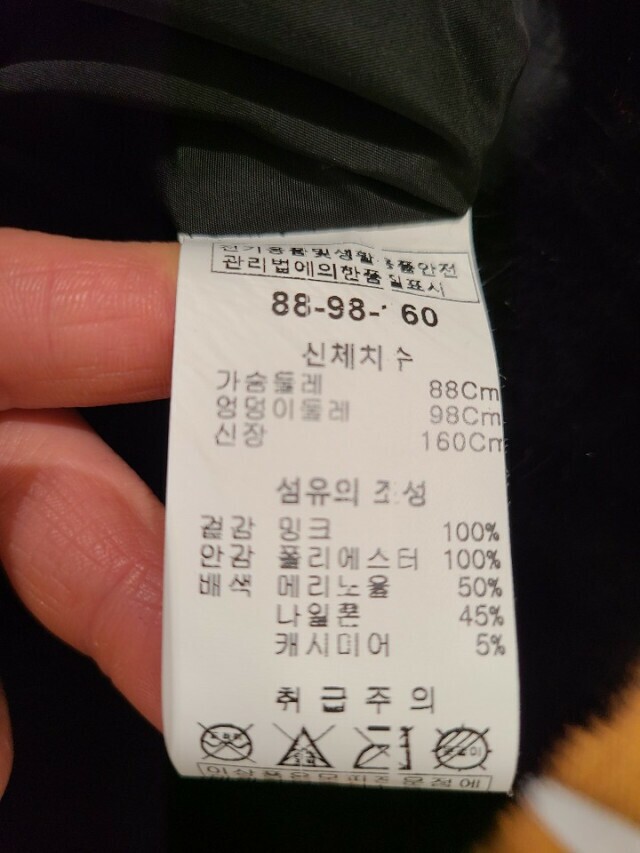 관리법에의한품질표시
88-98-160
신체치수
가슴둘레 88Cm
엉덩이둘레 98Cm
신장 160Cm
섬유의 조성
겉감 밍크 100%
안감 폴리에스터 100%
배색 메리노울 50%
나일론 45%
캐시미어 5%
취급주의